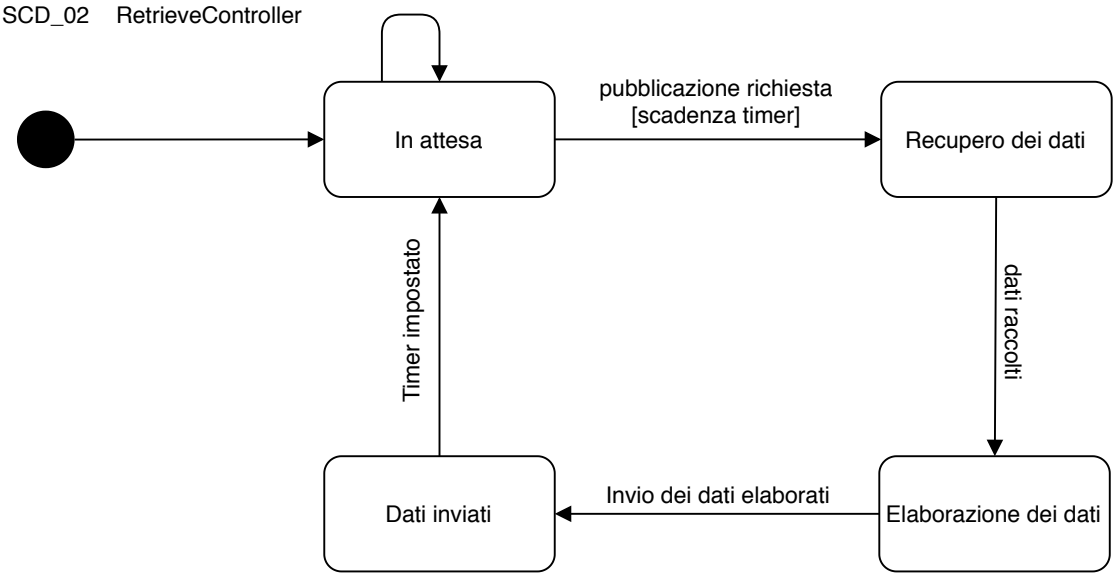 SCD_02 RetrieveController
pubblicazione richiesta
[scadenza timer]
In attesa
Recupero dei dati
Timer impostato
dati raccolti
Invio dei dati elaborati
Dati inviati
Elaborazione dei dati